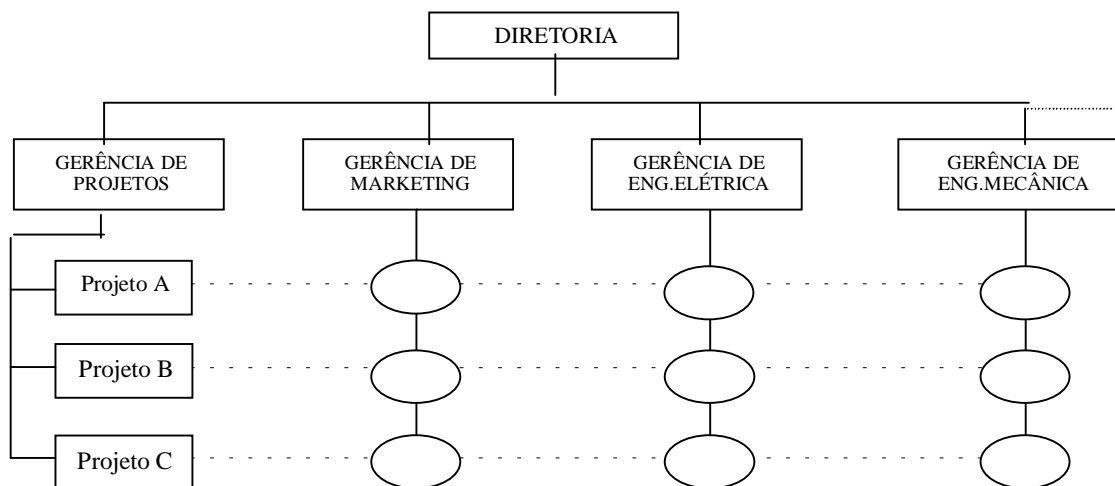 DIRETORIA
GERÊNCIA DE
PROJETOS
GERÊNCIA DE
MARKETING
GERÊNCIA DE
ENG.ELÉTRICA
GERÊNCIA DE
ENG.MECÂNICA
Projeto A
Projeto B
Projeto C